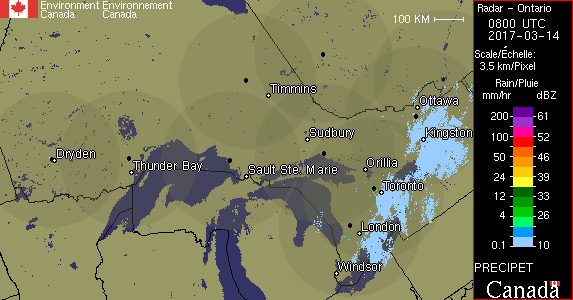 Environment Environnement
Canada Canada
Radar - Ontario
0800 UTC
2017-03-14
100 KM
Scale/Échelle:
3.5 km/Pixel
Rain/Pluie
mm/hr dBZ
200 61
100 52
50 46
24 39
12 33
4 26
0.1 10
Timmins
Ottawa
Sudbury
Kingston
Dryden
Thunder Bay
Sault Ste. Marie
Orillia
Toronto
London
Windsor
PRECIPET
Canada